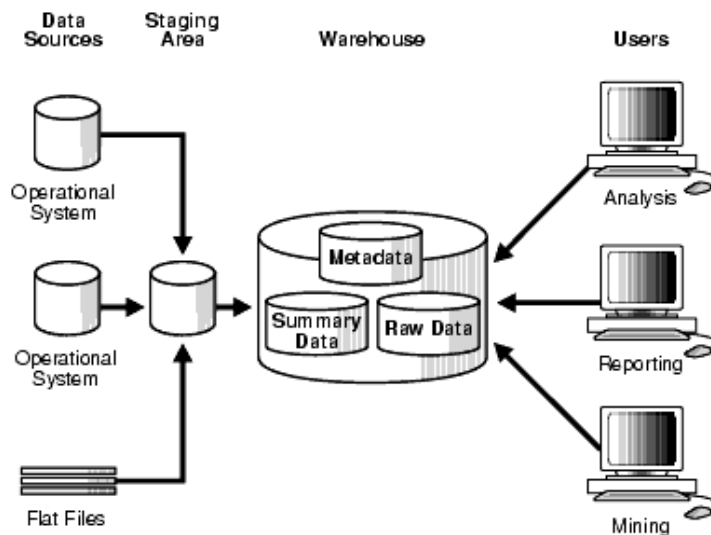 Data
Sources
Staging
Area
Warehouse
Users
Operational
System
Analysis
Metadata
Summary
Data
Raw Data
Operational
System
Reporting
Flat Files
Mining